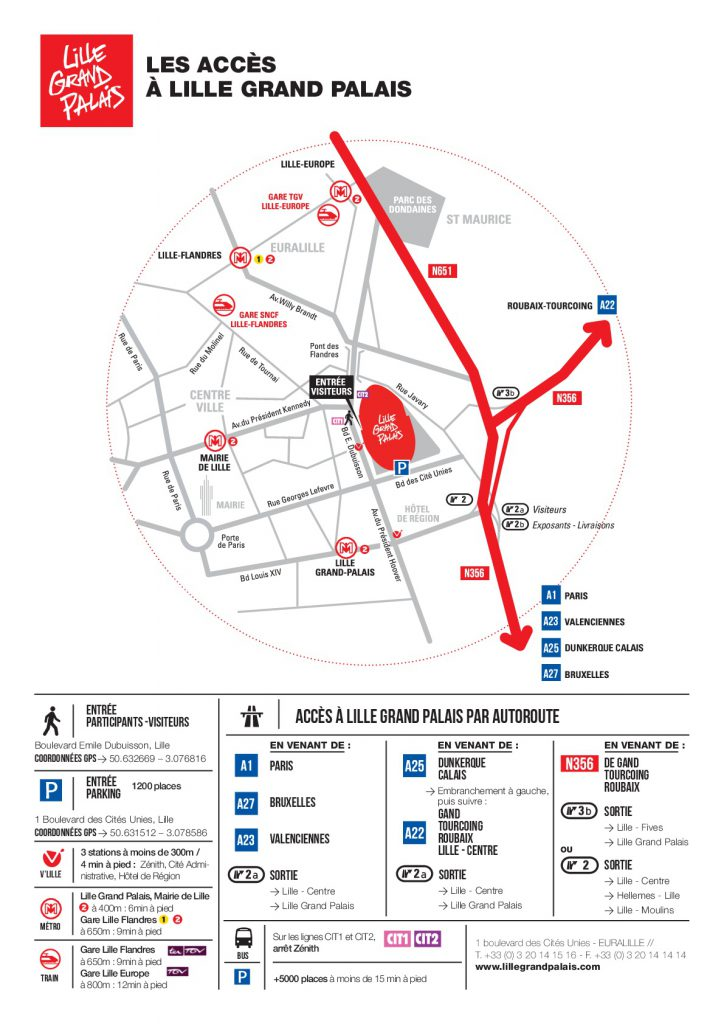 LILLE
GRAND
PALAIS
LES ACCÈS
À LILLE GRAND PALAIS
LILLE-EUROPE
GARE TGV
LILLE-EUROPE
2
PARC DES
DONDAINES
ST MAURICE
EURALILLE
LILLE-FLANDRES
1 2
N651
Av.Willy Brandt
ROUBAIX-TOURCOING A22
GARE SNCF
LILLE-FLANDRES
Rue de Paris
Rue du Molinel
Rue de Tournai
Pont des
Flandres
ENTRÉE
VISITEURS
CIT2
Rue Javary
3b
N356
CENTRE
VILLE
Av.du Président Kennedy
CIT1
LILLE
GRAND
PALAIS
Bd E. Dubuisson
2
MAIRIE
DE LILLE
P
Bd des Cité Unies
Rue de Paris
MAIRIE
Rue Georges Lefevre
2
HÔTEL
DE RÉGION
2a Visiteurs
2b Exposants - Livraisons
Porte
de Paris
Av.du Président Hoover
2
LILLE
GRAND-PALAIS
Bd Louis XIV
N356
A1 PARIS
A23 VALENCIENNES
A25 DUNKERQUE CALAIS
A27 BRUXELLES
ENTRÉE
PARTICIPANTS -VISITEURS
Boulevard Emile Dubuisson, Lille
COORDONNÉES GPS → 50.632669 – 3.076816
P
ENTRÉE
PARKING
1200 places
1 Boulevard des Cités Unies, Lille
COORDONNÉES GPS → 50.631512 – 3.078586
V'LILLE
3 stations à moins de 300m /
4 min à pied : Zénith, Cité Admi-
nistrative, Hôtel de Région
MÉTRO
Lille Grand Palais, Mairie de Lille
2 à 400m : 6min à pied
Gare Lille Flandres 1 2
à 650m : 9min à pied
TRAIN
Gare Lille Flandres ter TGV
à 650m : 9min à pied
Gare Lille Europe TGV
à 800m : 12min à pied
ACCÈS À LILLE GRAND PALAIS PAR AUTOROUTE
EN VENANT DE :
A1 PARIS
A27 BRUXELLES
A23 VALENCIENNES
2a SORTIE
→ Lille - Centre
→ Lille Grand Palais
EN VENANT DE :
A25 DUNKERQUE
CALAIS
→ Embranchement à gauche,
puis suivre :
A22 GAND
TOURCOING
ROUBAIX
LILLE - CENTRE
2a SORTIE
→ Lille - Centre
→ Lille Grand Palais
EN VENANT DE :
N356 DE GAND
TOURCOING
ROUBAIX
3b SORTIE
→ Lille - Fives
→ Lille Grand Palais
OU
2 SORTIE
→ Lille - Centre
→ Hellemes - Lille
→ Lille - Moulins
BUS
Sur les lignes CIT1 et CIT2, CIT1 CIT2
arrêt Zénith
P +5000 places à moins de 15 min à pied
1 boulevard des Cités Unies - EURALILLE //
T. +33 (0) 3 20 14 15 16 - F. +33 (0) 3 20 14 14 14
www.lillegrandpalais.com